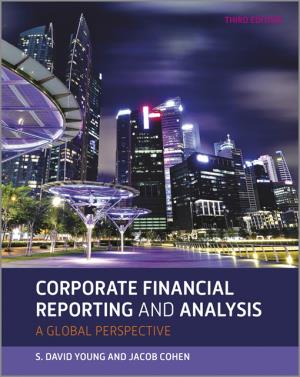 THIRD EDITION
CORPORATE FINANCIAL
REPORTING AND ANALYSIS
A GLOBAL PERSPECTIVE
S. DAVID YOUNG AND JACOB COHEN